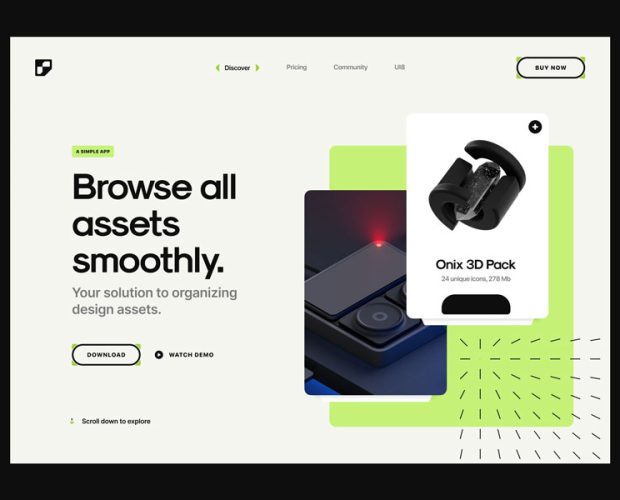 Discover
Pricing
Community
UI8
BUY NOW
A SIMPLE APP
Browse all
assets
smoothly.
Your solution to organizing
design assets.
DOWNLOAD
WATCH DEMO
Scroll down to explore
Onix 3D Pack
24 unique icons, 278 Mb